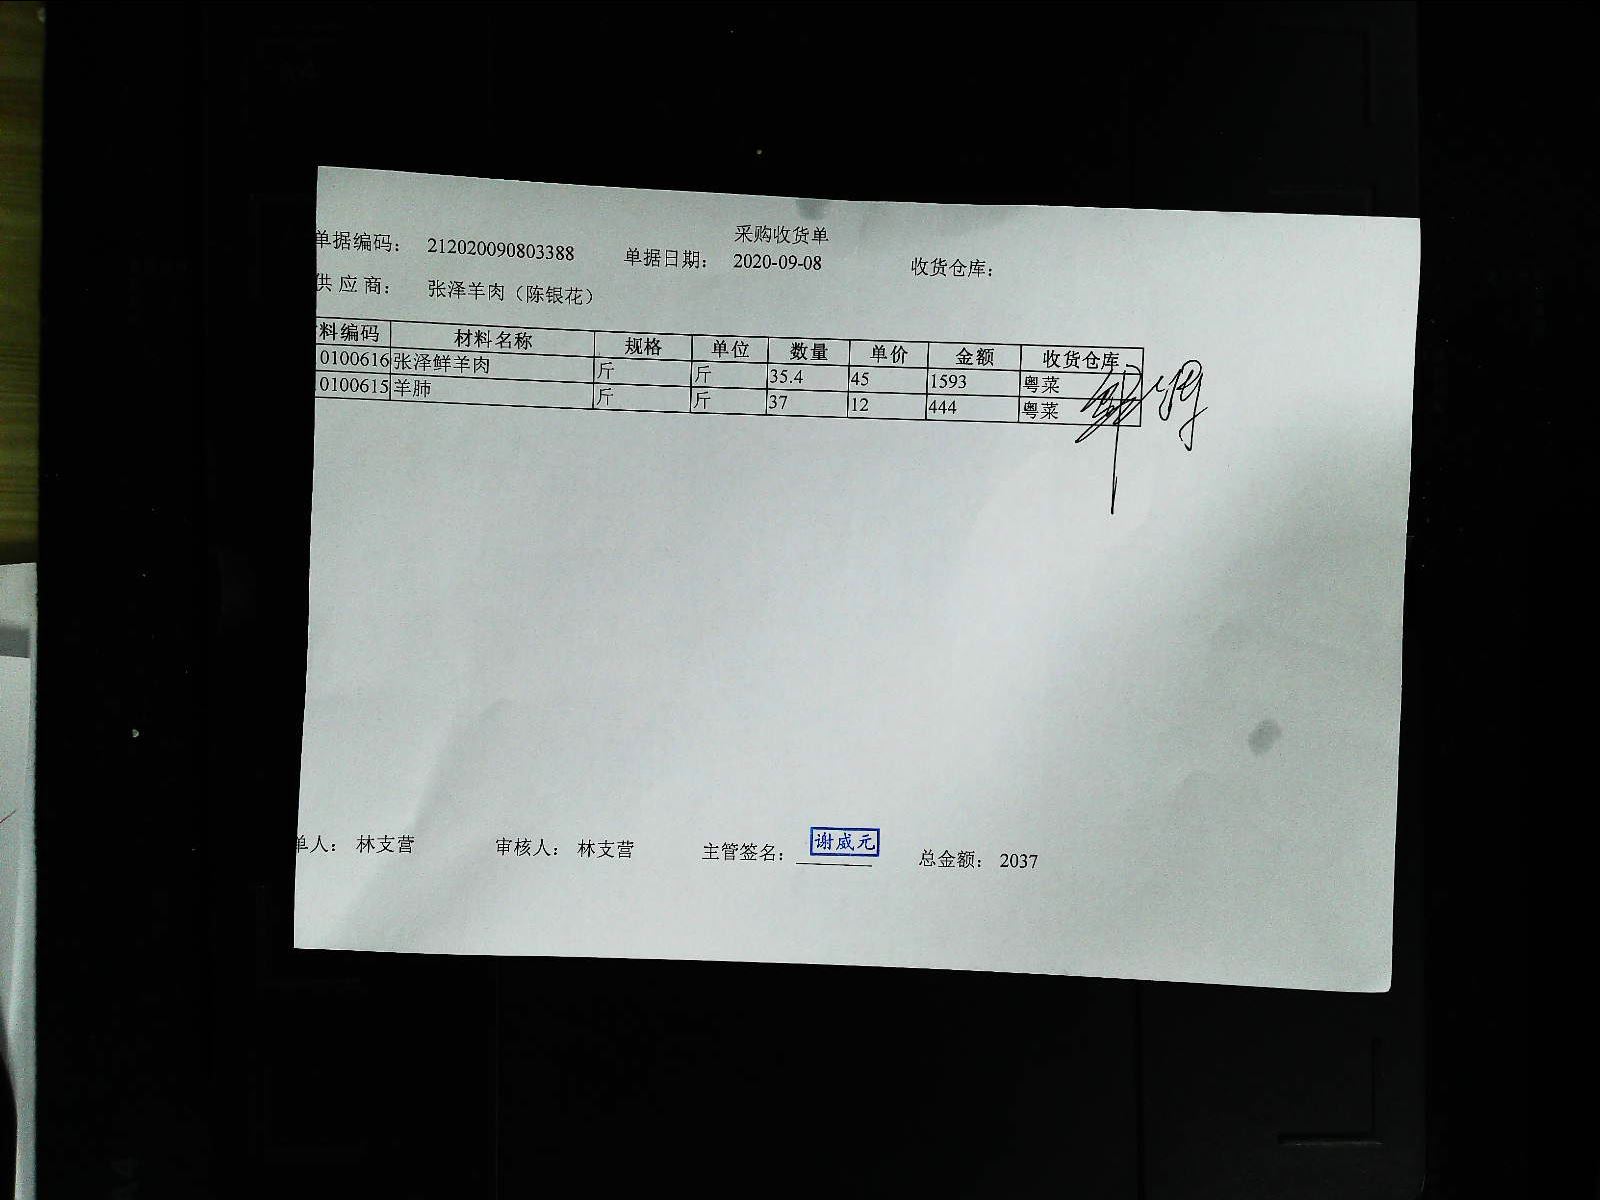 采购收货单
单据编码： 212020090803388 单据日期： 2020-09-08 收货仓库：
供 应 商： 张泽羊肉（陈银花）
料编码 材料名称 规格 单位 数量 单价 金额 收货仓库
0100616 张泽鲜羊肉 斤 斤 35.4 45 1593 粤菜
0100615 羊肺 斤 斤 37 12 444 粤菜
单人： 林支营 审核人： 林支营 主管签名： 谢威元 总金额： 2037